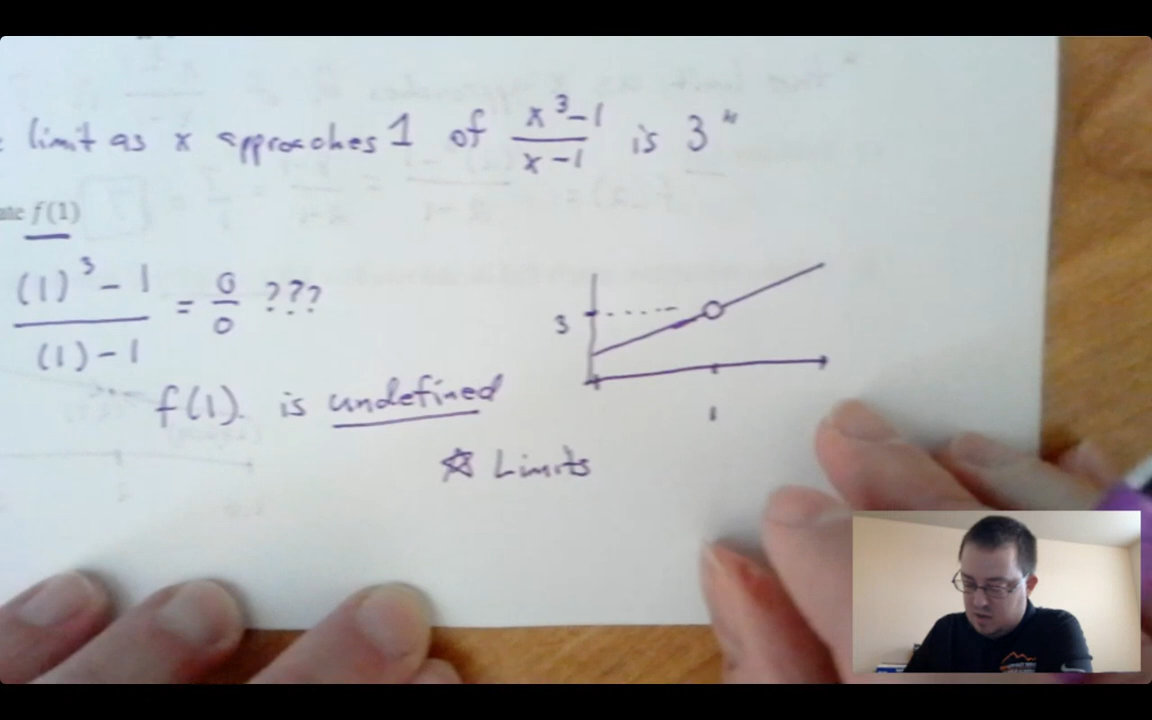 limit as x approaches 1 of x³-1 / x-1 is 3"
f(1)
(1)³ - 1 / (1) - 1 = 0/0 ???
3
f(1). is undefined
1
☆ Limits